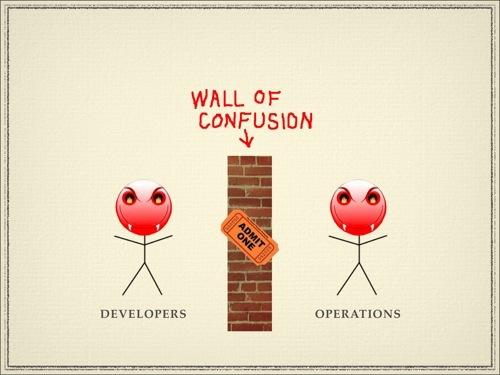 WALL OF
CONFUSION
ADMIT
ONE
DEVELOPERS
OPERATIONS